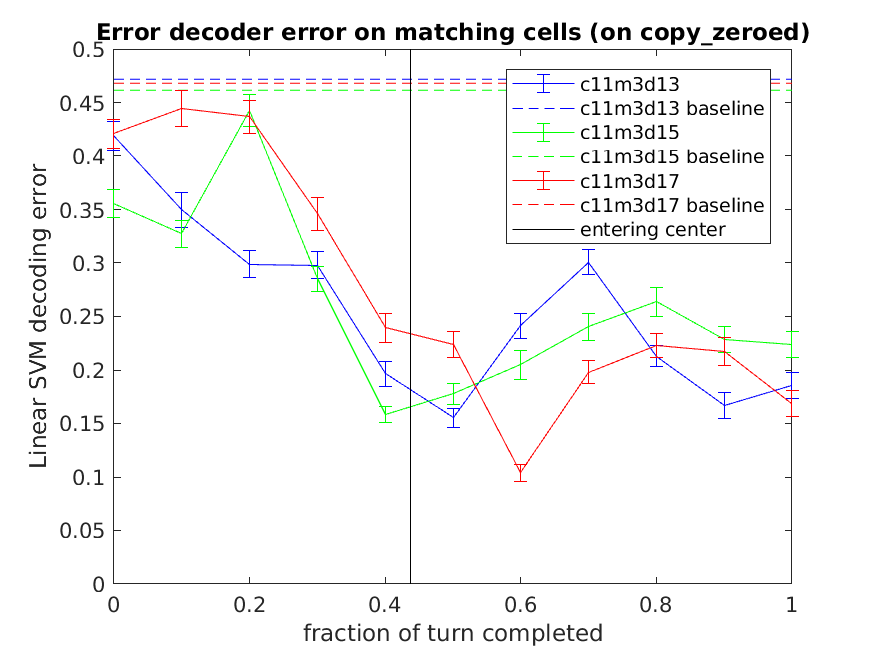 Error decoder error on matching cells (on copy_zeroed)
0.5
0.45
0.4
0.35
0.3
0.25
0.2
0.15
0.1
0.05
0
Linear SVM decoding error
c11m3d13
c11m3d13 baseline
c11m3d15
c11m3d15 baseline
c11m3d17
c11m3d17 baseline
entering center
0 0.2 0.4 0.6 0.8 1
fraction of turn completed